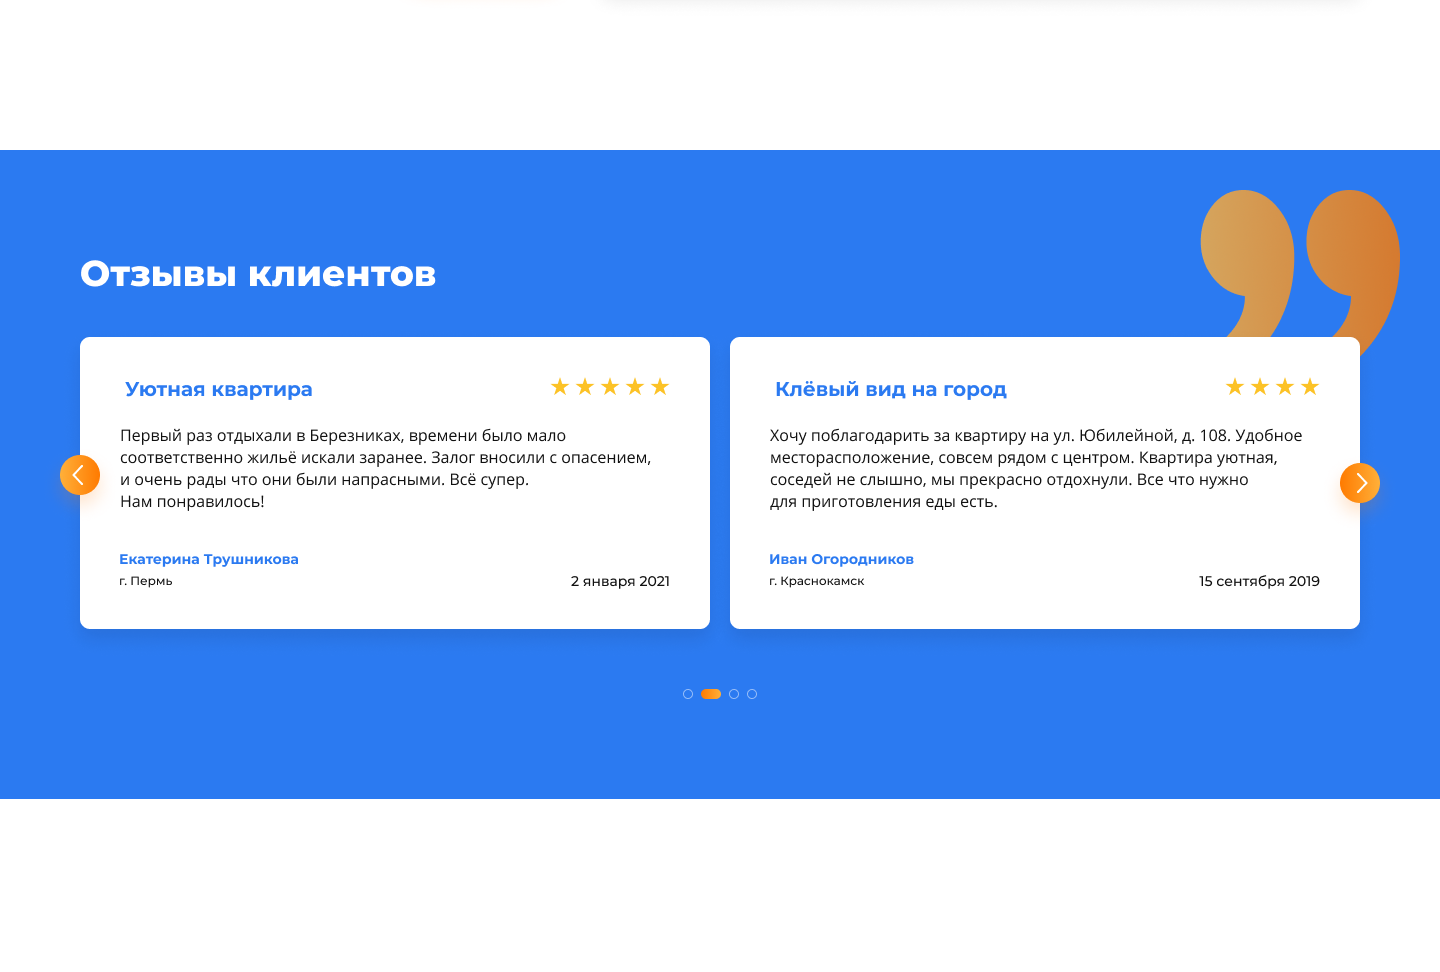 Отзывы клиентов
Уютная квартира
Первый раз отдыхали в Березниках, времени было мало
соответственно жильё искали заранее. Залог вносили с опасением,
и очень рады что они были напрасными. Всё супер.
Нам понравилось!
Екатерина Трушникова
г. Пермь
2 января 2021
Клёвый вид на город
Хочу поблагодарить за квартиру на ул. Юбилейной, д. 108. Удобное
месторасположение, совсем рядом с центром. Квартира уютная,
соседей не слышно, мы прекрасно отдохнули. Все что нужно
для приготовления еды есть.
Иван Огородников
г. Краснокамск
15 сентября 2019